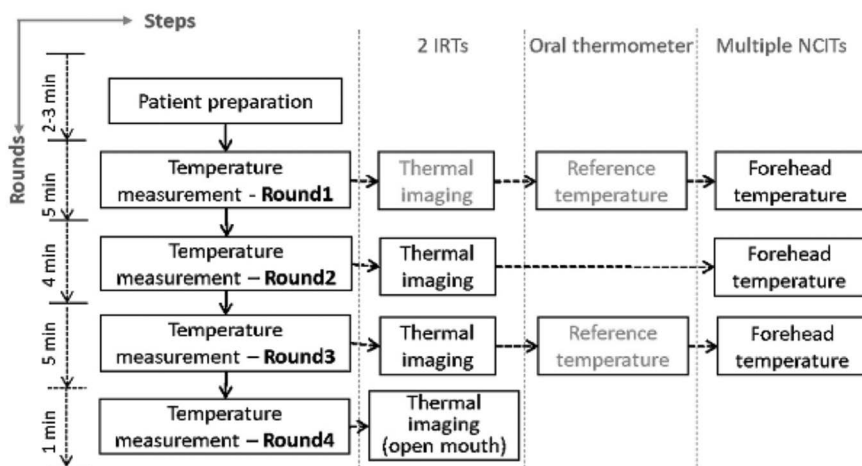 Steps
2 IRTs
Oral thermometer
Multiple NCITs
Rounds
2-3 min
Patient preparation
5 min
Temperature
measurement - Round1
Thermal
imaging
Reference
temperature
Forehead
temperature
4 min
Temperature
measurement – Round2
Thermal
imaging
Forehead
temperature
5 min
Temperature
measurement – Round3
Thermal
imaging
Reference
temperature
Forehead
temperature
1 min
Temperature
measurement – Round4
Thermal
imaging
(open mouth)